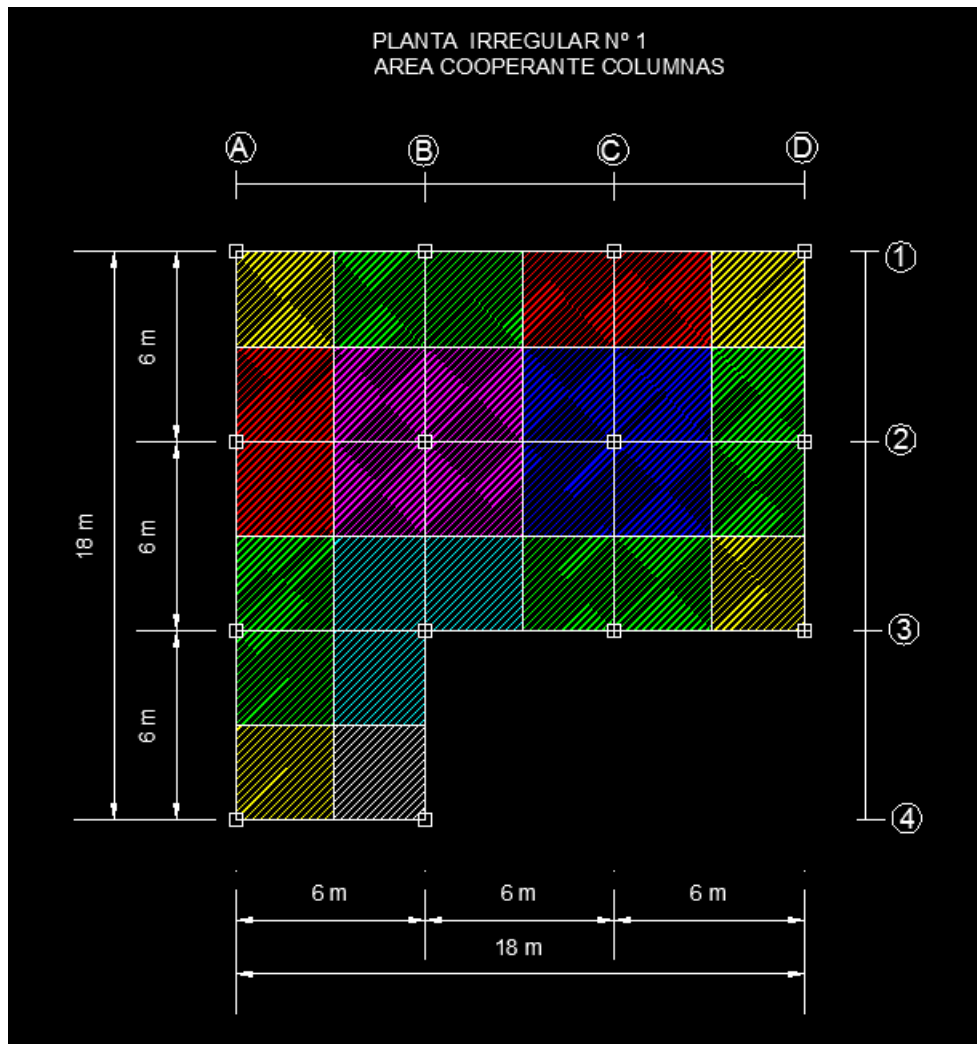 PLANTA IRREGULAR Nº 1
AREA COOPERANTE COLUMNAS
A B C D
1
6 m
2
18 m
6 m
3
6 m
4
6 m 6 m 6 m
18 m